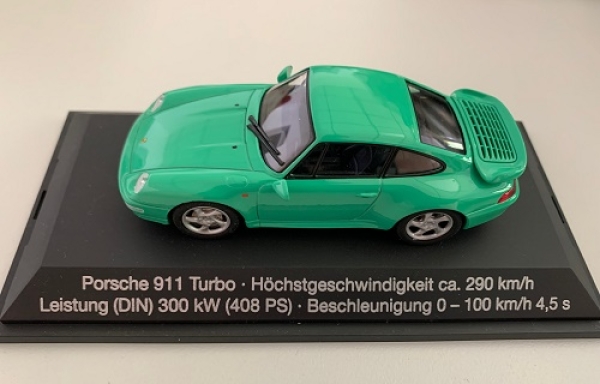 Porsche 911 Turbo · Höchstgeschwindigkeit ca. 290 km/h
Leistung (DIN) 300 kW (408 PS) · Beschleunigung 0 – 100 km/h 4,5 s